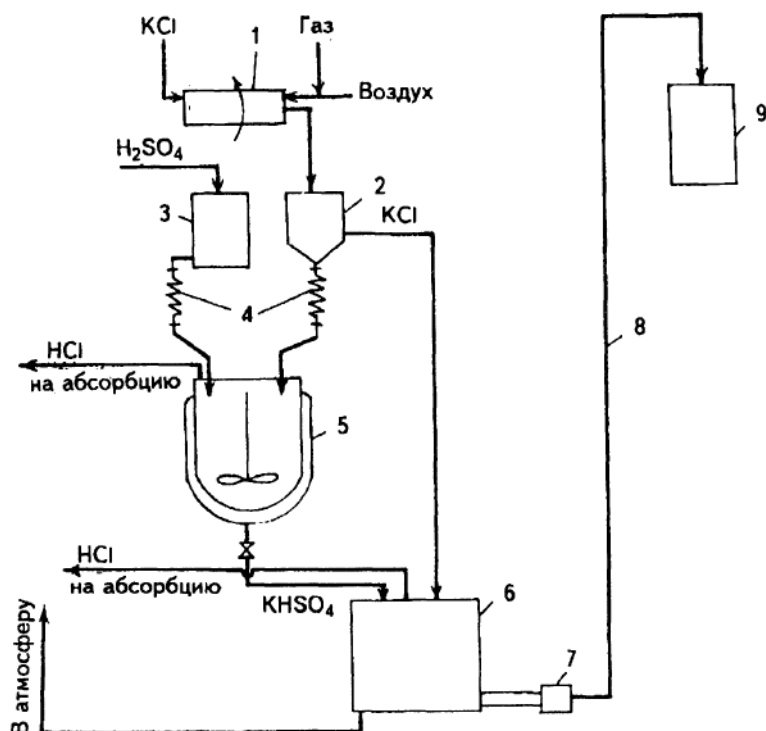 KCl
1
Газ
Воздух
H₂SO₄
3
2
KCl
9
4
8
HCl
на абсорбцию
5
HCl
на абсорбцию
KHSO₄
6
7
В атмосферу